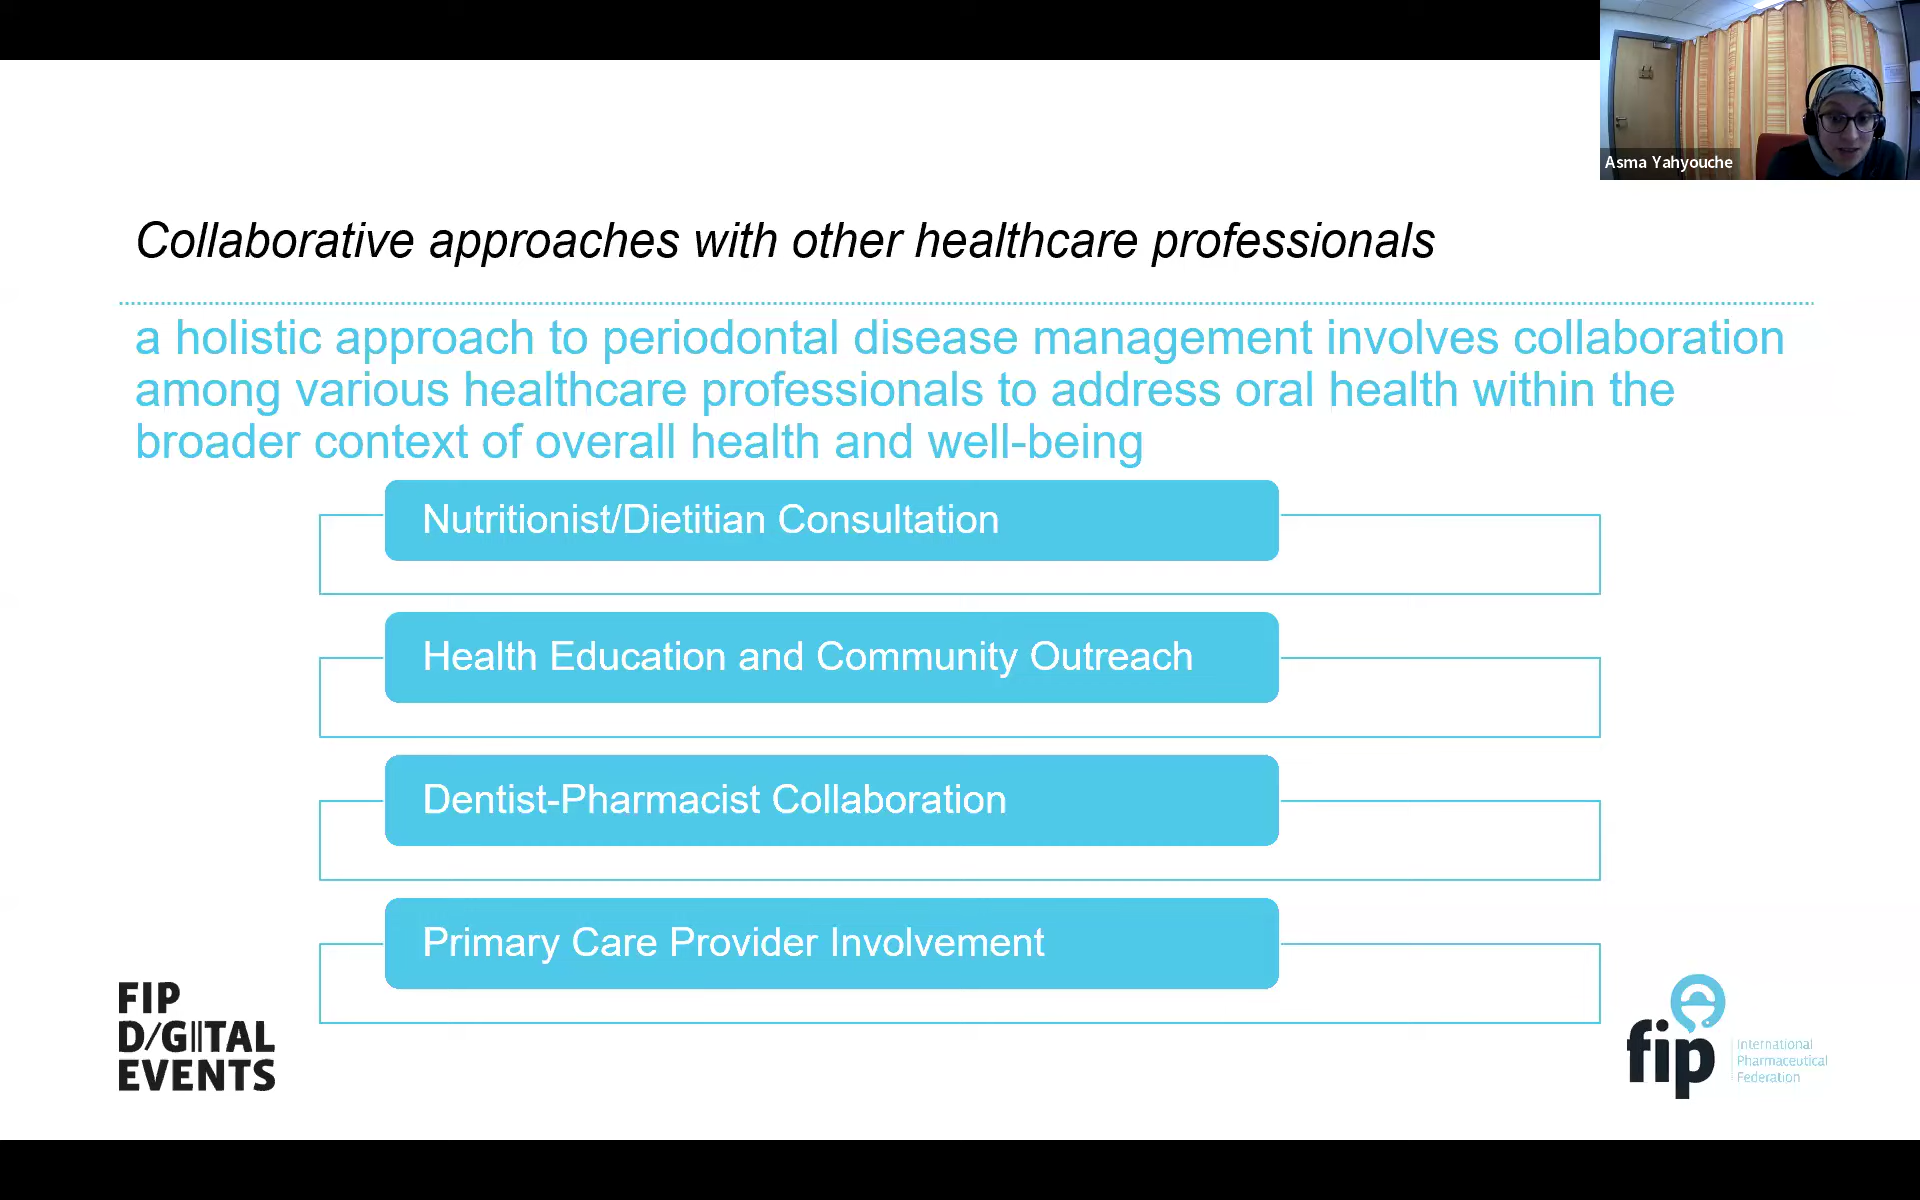 Asma Yahyouche
Collaborative approaches with other healthcare professionals
a holistic approach to periodontal disease management involves collaboration
among various healthcare professionals to address oral health within the
broader context of overall health and well-being
Nutritionist/Dietitian Consultation
Health Education and Community Outreach
Dentist-Pharmacist Collaboration
Primary Care Provider Involvement
FIP
D/GITAL
EVENTS
fip
International
Pharmaceutical
Federation